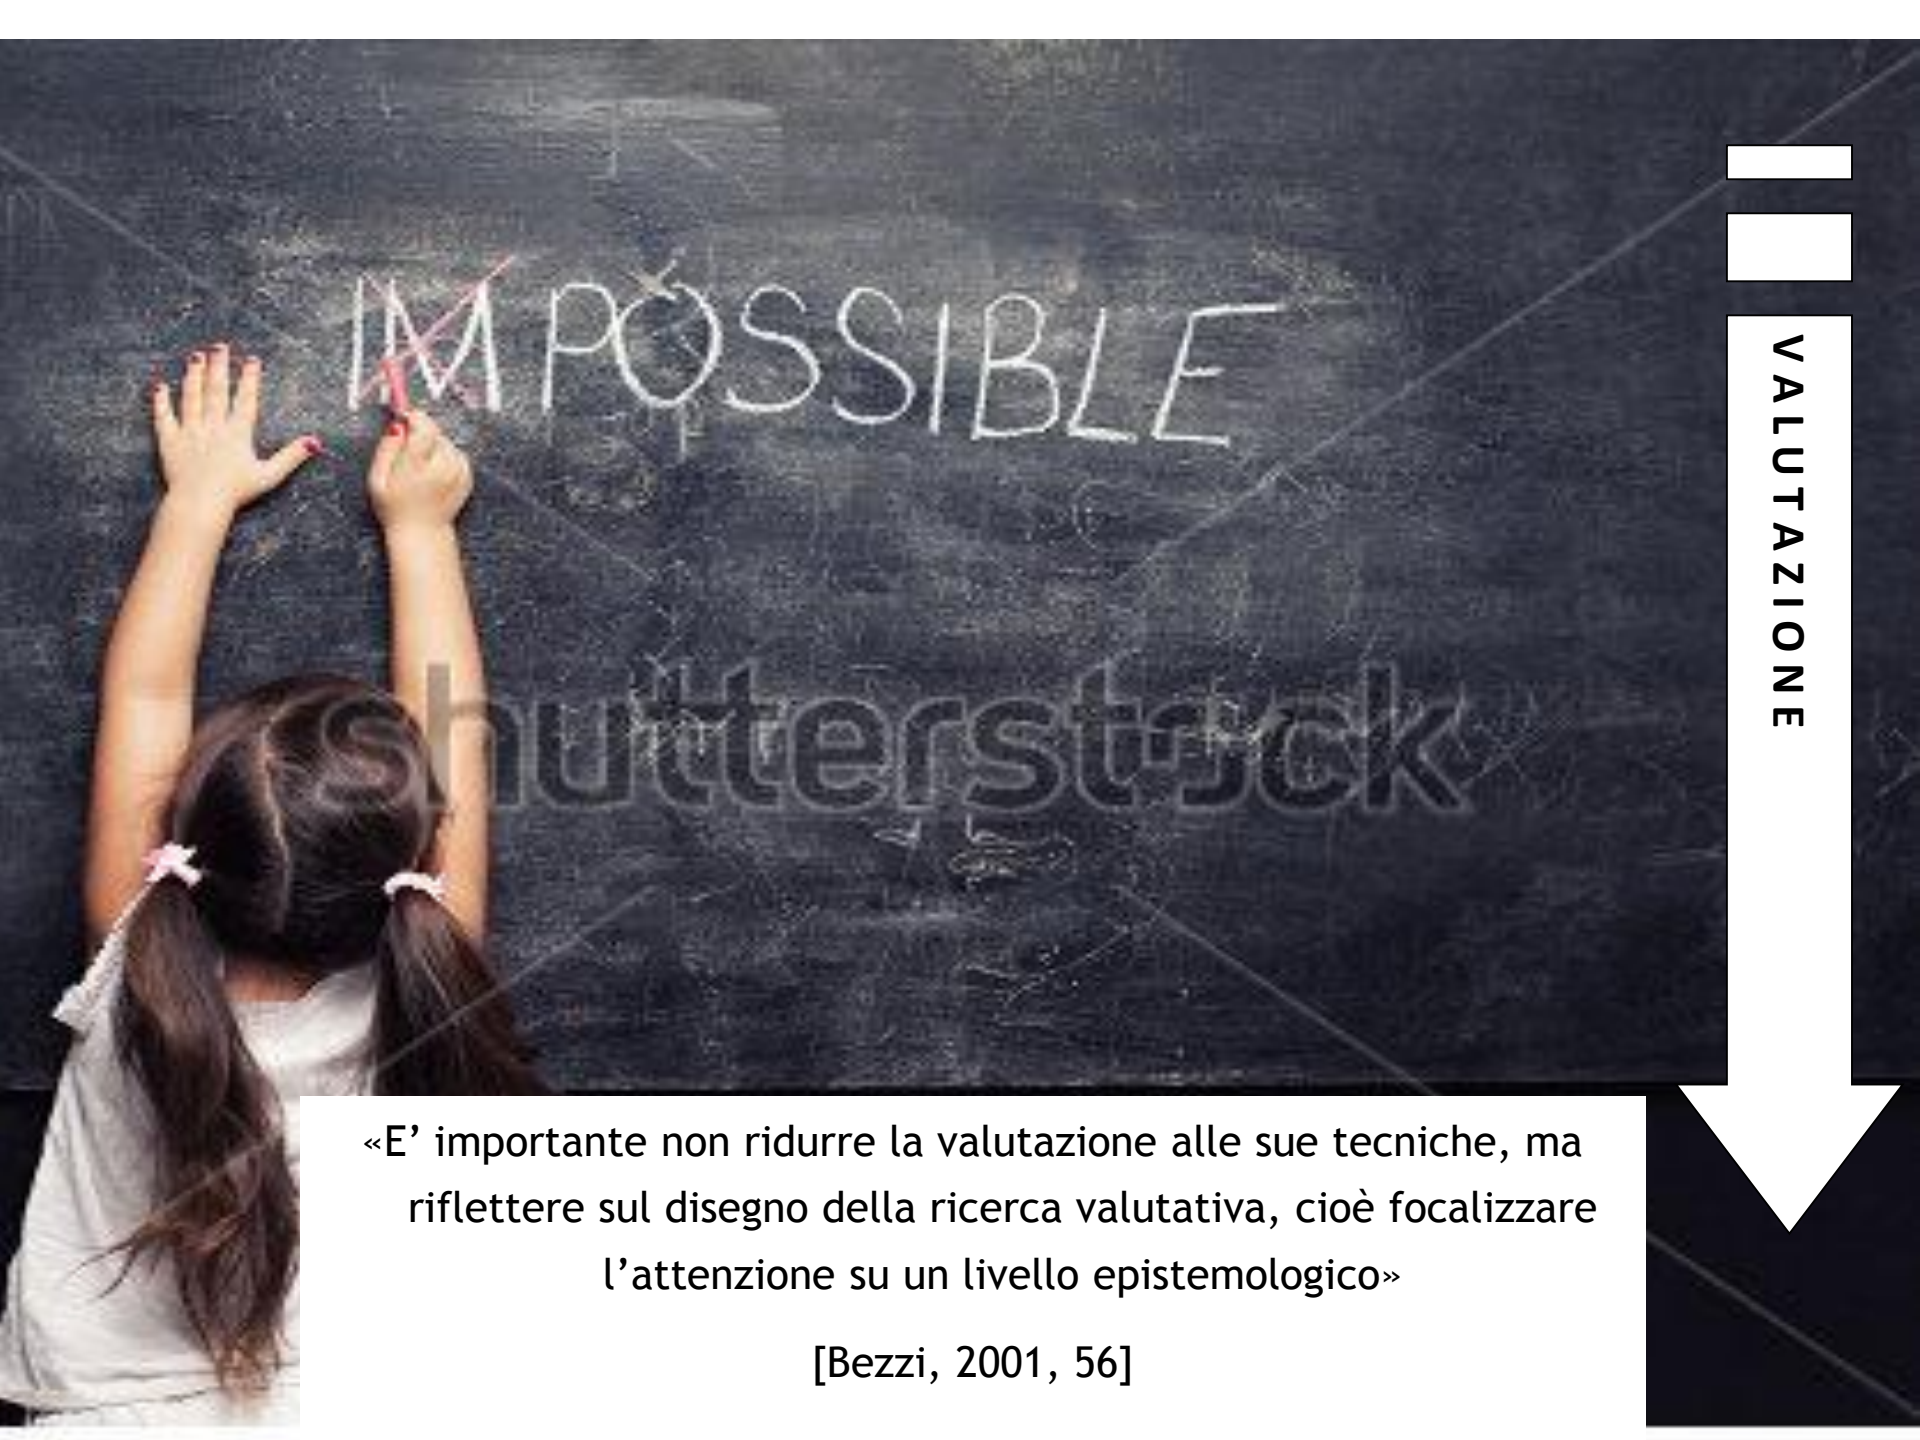 IMPOSSIBLE
VALUTAZIONE
shutterstock
«E’ importante non ridurre la valutazione alle sue tecniche, ma
riflettere sul disegno della ricerca valutativa, cioè focalizzare
l’attenzione su un livello epistemologico»
[Bezzi, 2001, 56]